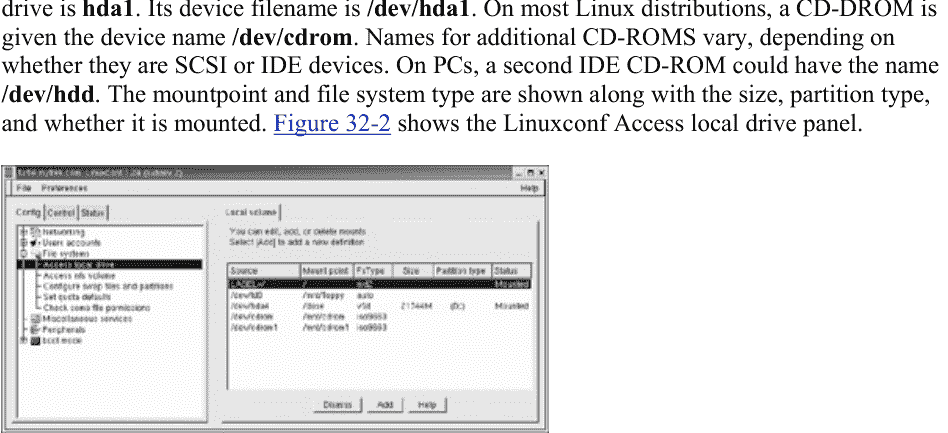 drive is hda1. Its device filename is /dev/hda1. On most Linux distributions, a CD-DROM is
given the device name /dev/cdrom. Names for additional CD-ROMS vary, depending on
whether they are SCSI or IDE devices. On PCs, a second IDE CD-ROM could have the name
/dev/hdd. The mountpoint and file system type are shown along with the size, partition type,
and whether it is mounted. Figure 32-2 shows the Linuxconf Access local drive panel.
File Preferences Help
Config Control Status
Networking
Users accounts
File systems
Access local drive
Access nfs volume
Configure swap files and partitions
Set quota defaults
Check some file permissions
Miscellaneous services
Peripherals
boot mode
Local volume
You can edit, add, or delete mounts
Select [Add] to add a new definition
Source Mount point FsType Size Partition type Status
LABEL=/ / ext2 Mounted
/dev/fd0 /mnt/floppy auto
/dev/hda4 Mounted
/dev/cdrom /mnt/cdrom iso9660
/dev/cdrom1 /mnt/cdrom1 iso9660
Dismiss Add Help